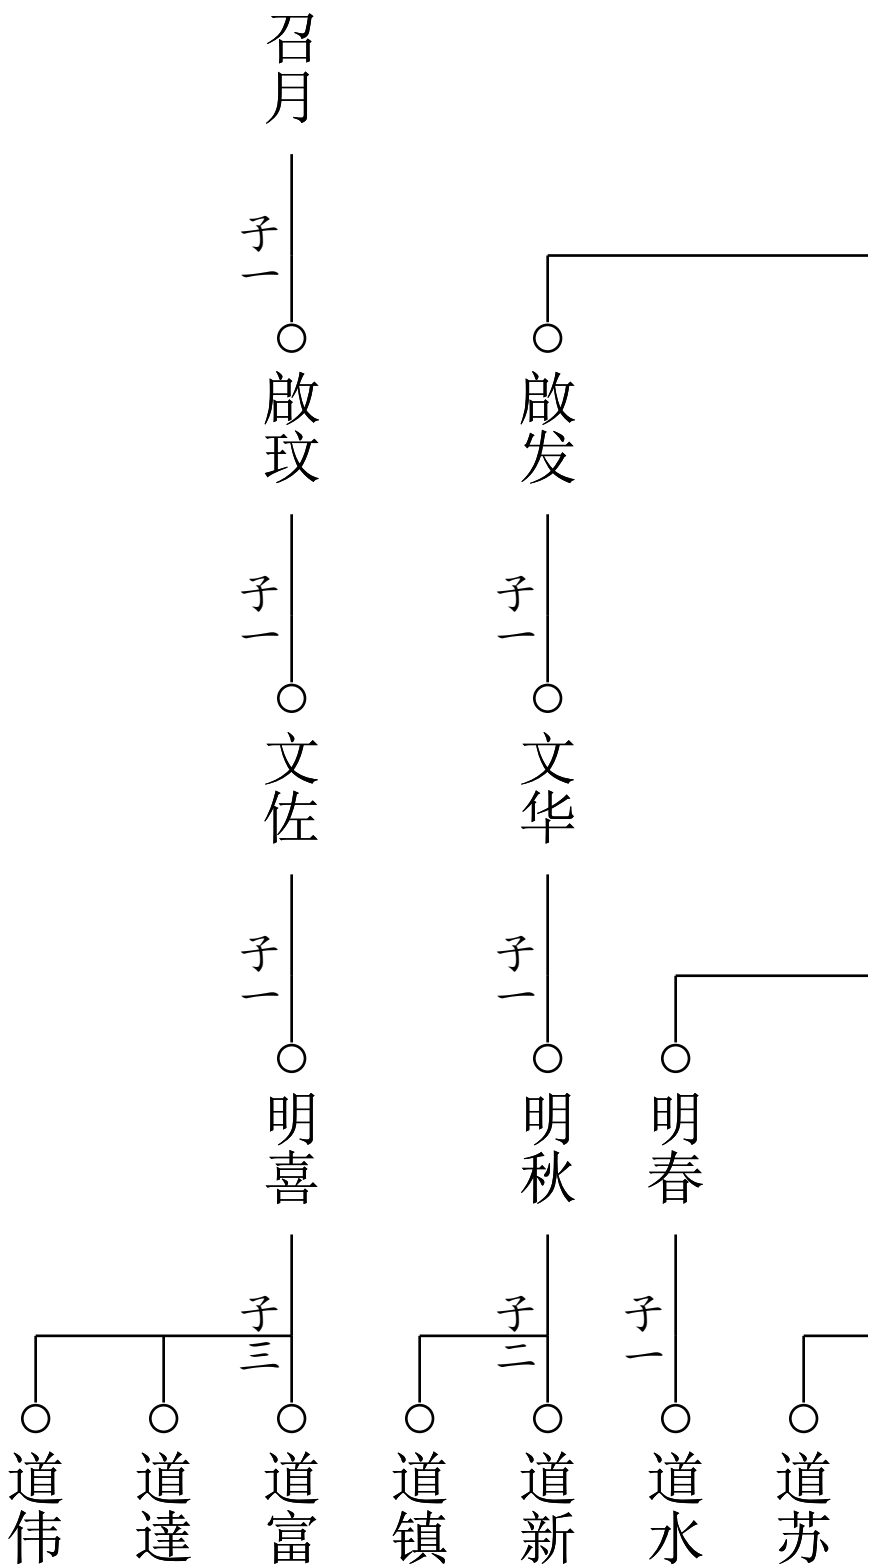 召月
子一
啟玟
啟发
子一
子一
文佐
文华
子一
子一
明喜
明秋
明春
子三
子二
子一
道伟
道達
道富
道镇
道新
道水
道苏